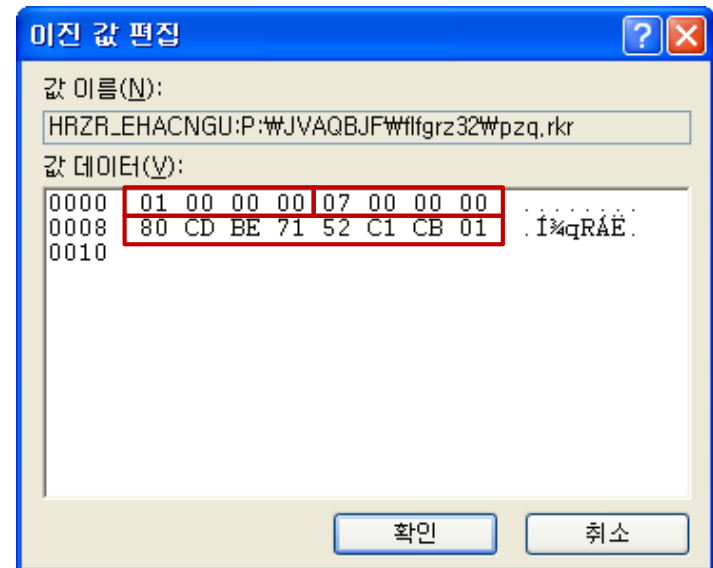 이진 값 편집
값 이름(N):
HRZR_EHACNGU:P:₩JVAQBJF₩flfgrz32₩pzq.rkr
값 데이터(V):
0000 01 00 00 00 07 00 00 00 ........
0008 80 CD BE 71 52 C1 CB 01 .Í¾qRÁË.
0010
확인 취소